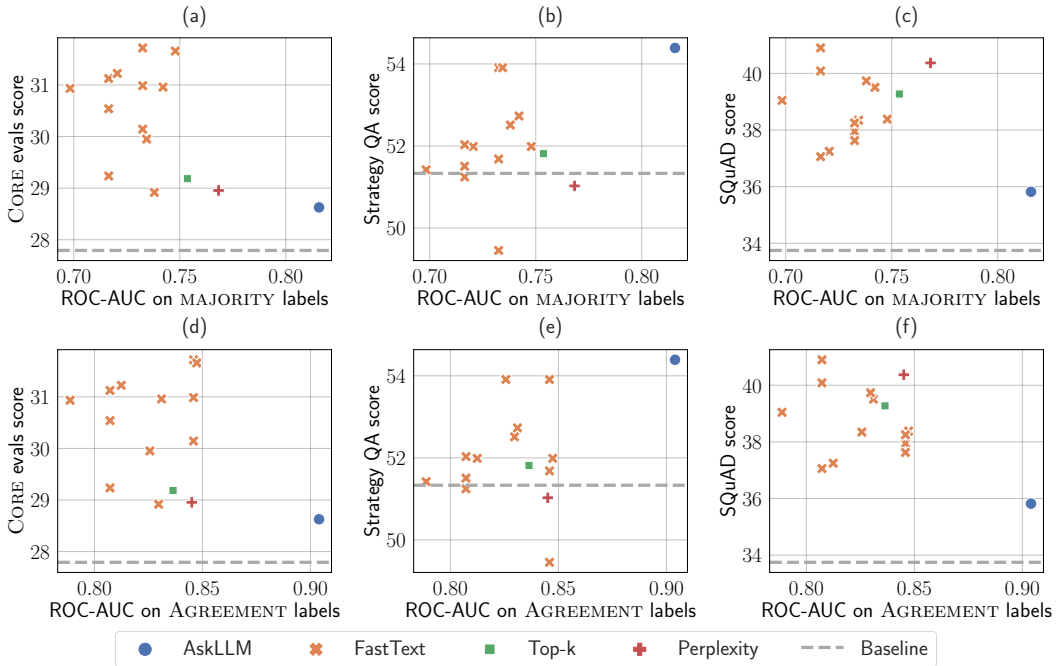 (a)
(b)
(c)
CORE evals score
31
30
29
28
0.70
0.75
0.80
ROC-AUC on MAJORITY labels
Strategy QA score
54
52
50
0.70
0.75
0.80
ROC-AUC on MAJORITY labels
SQuAD score
40
38
36
34
0.70
0.75
0.80
ROC-AUC on MAJORITY labels
(d)
(e)
(f)
CORE evals score
31
30
29
28
0.80
0.85
0.90
ROC-AUC on AGREEMENT labels
Strategy QA score
54
52
50
0.80
0.85
0.90
ROC-AUC on AGREEMENT labels
SQuAD score
40
38
36
34
0.80
0.85
0.90
ROC-AUC on AGREEMENT labels
AskLLM
FastText
Top-k
Perplexity
Baseline